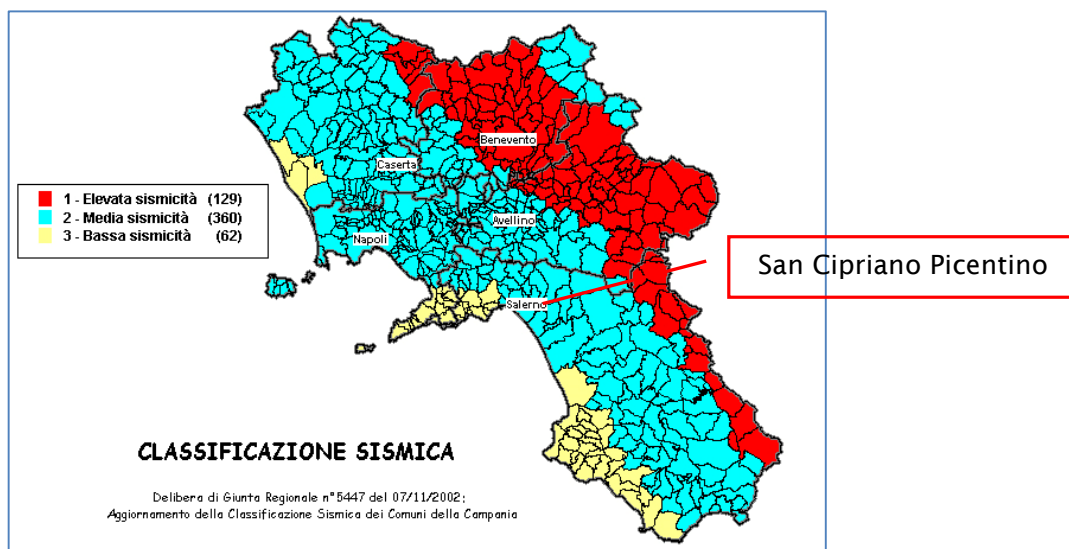 Benevento
Caserta
1 - Elevata sismicità (129)
2 - Media sismicità (360)
3 - Bassa sismicità (62)
Avellino
Napoli
San Cipriano Picentino
Salerno
CLASSIFICAZIONE SISMICA
Delibera di Giunta Regionale n°5447 del 07/11/2002;
Aggiornamento della Classificazione Sismica dei Comuni della Campania